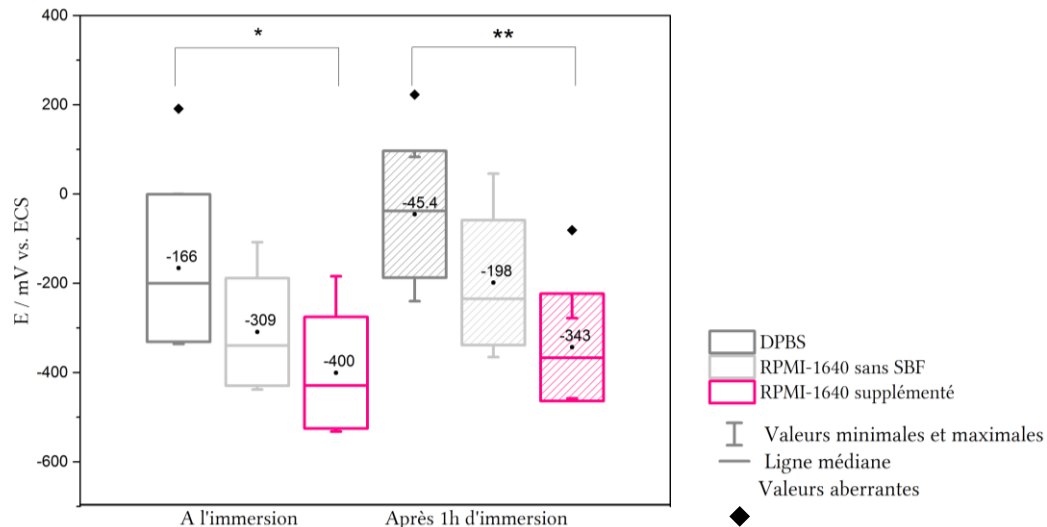 E / mV vs. ECS
400
200
0
-200
-400
-600
*
**
-166
-309
-400
-45.4
-198
-343
A l'immersion
Après 1h d'immersion
DPBS
RPMI-1640 sans SBF
RPMI-1640 supplémenté
Valeurs minimales et maximales
Ligne médiane
Valeurs aberrantes